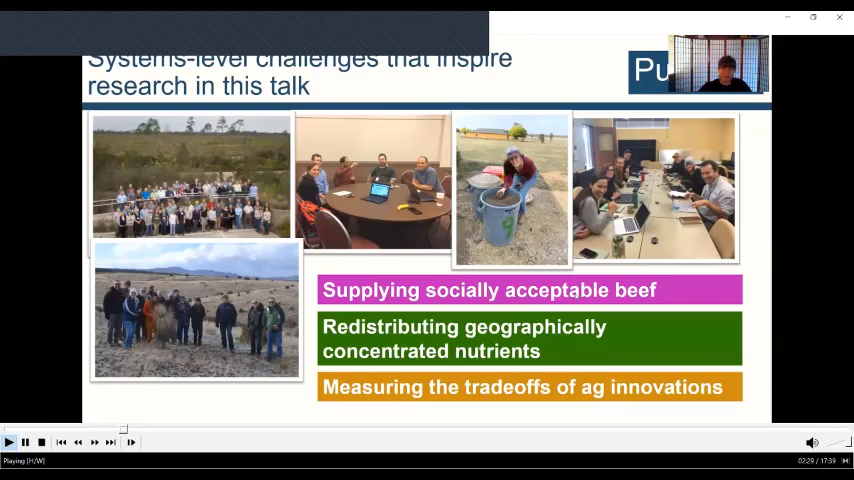 Systems-level challenges that inspire
research in this talk
Pu
Supplying socially acceptable beef
Redistributing geographically
concentrated nutrients
Measuring the tradeoffs of ag innovations
Playing [H/W]
02:29 / 17:39